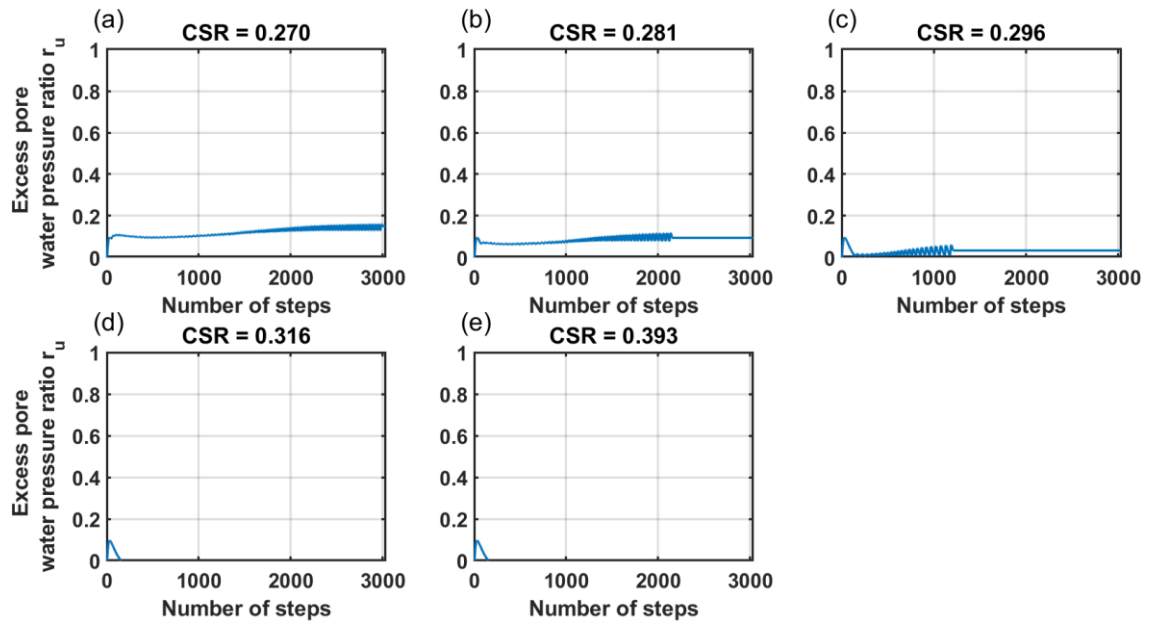 (a)
CSR = 0.270
(b)
CSR = 0.281
(c)
CSR = 0.296
Excess pore
water pressure ratio r_u
1
0.8
0.6
0.4
0.2
0
0 1000 2000 3000
Number of steps
1
0.8
0.6
0.4
0.2
0
0 1000 2000 3000
Number of steps
1
0.8
0.6
0.4
0.2
0
0 1000 2000 3000
Number of steps
(d)
CSR = 0.316
(e)
CSR = 0.393
Excess pore
water pressure ratio r_u
1
0.8
0.6
0.4
0.2
0
0 1000 2000 3000
Number of steps
1
0.8
0.6
0.4
0.2
0
0 1000 2000 3000
Number of steps